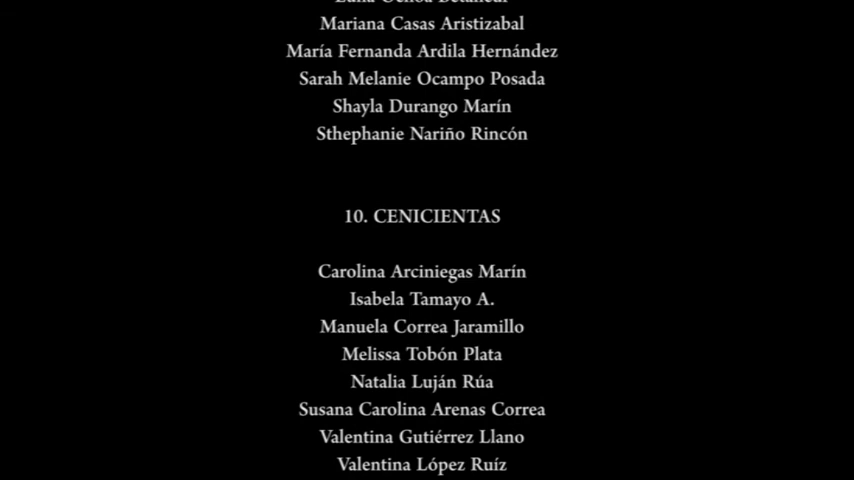 Mariana Casas Aristizabal
María Fernanda Ardila Hernández
Sarah Melanie Ocampo Posada
Shayla Durango Marín
Sthephanie Nariño Rincón
10. CENICIENTAS
Carolina Arciniegas Marín
Isabela Tamayo A.
Manuela Correa Jaramillo
Melissa Tobón Plata
Natalia Luján Rúa
Susana Carolina Arenas Correa
Valentina Gutiérrez Llano
Valentina López Ruíz